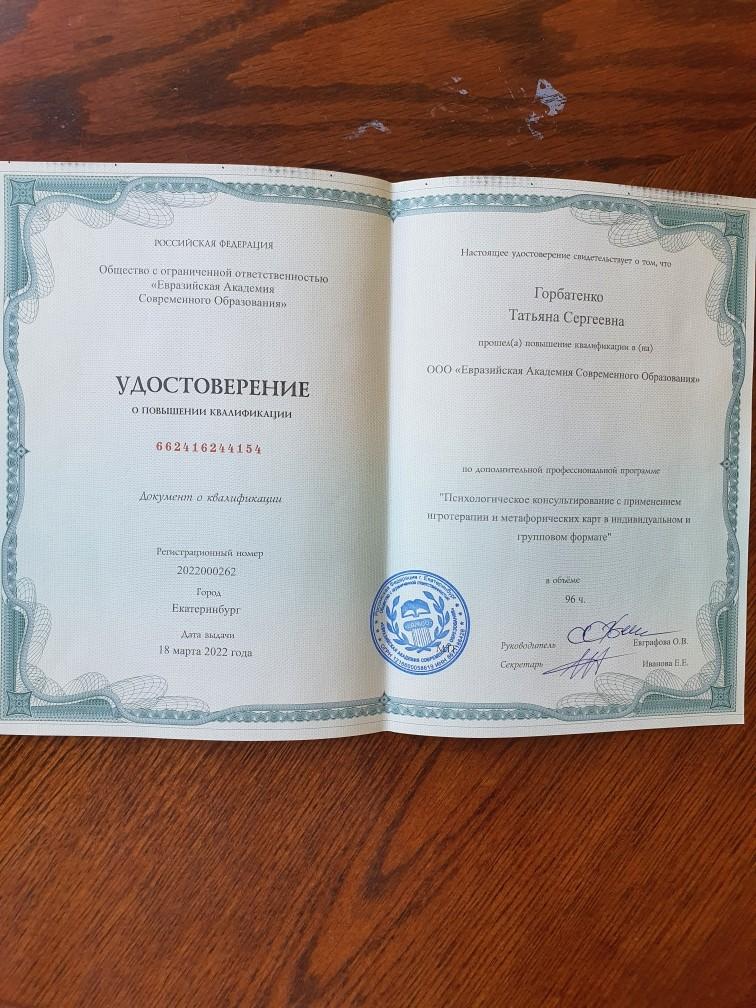 РОССИЙСКАЯ ФЕДЕРАЦИЯ
Общество с ограниченной ответственностью
«Евразийская Академия
Современного Образования»
УДОСТОВЕРЕНИЕ
О ПОВЫШЕНИИ КВАЛИФИКАЦИИ
662416244154
Документ о квалификации
Регистрационный номер
2022000262
Город
Екатеринбург
Дата выдачи
18 марта 2022 года
Настоящее удостоверение свидетельствует о том, что
Горбатенко
Татьяна Сергеевна
прошел(а) повышение квалификации в (на)
ООО «Евразийская Академия Современного Образования»
по дополнительной профессиональной программе
"Психологическое консультирование с применением
игротерапии и метафорических карт в индивидуальном и
групповом формате"
в объёме
96 ч.
М.П.
Руководитель
Евграфова О.В.
Секретарь
Иванова Е.Е.